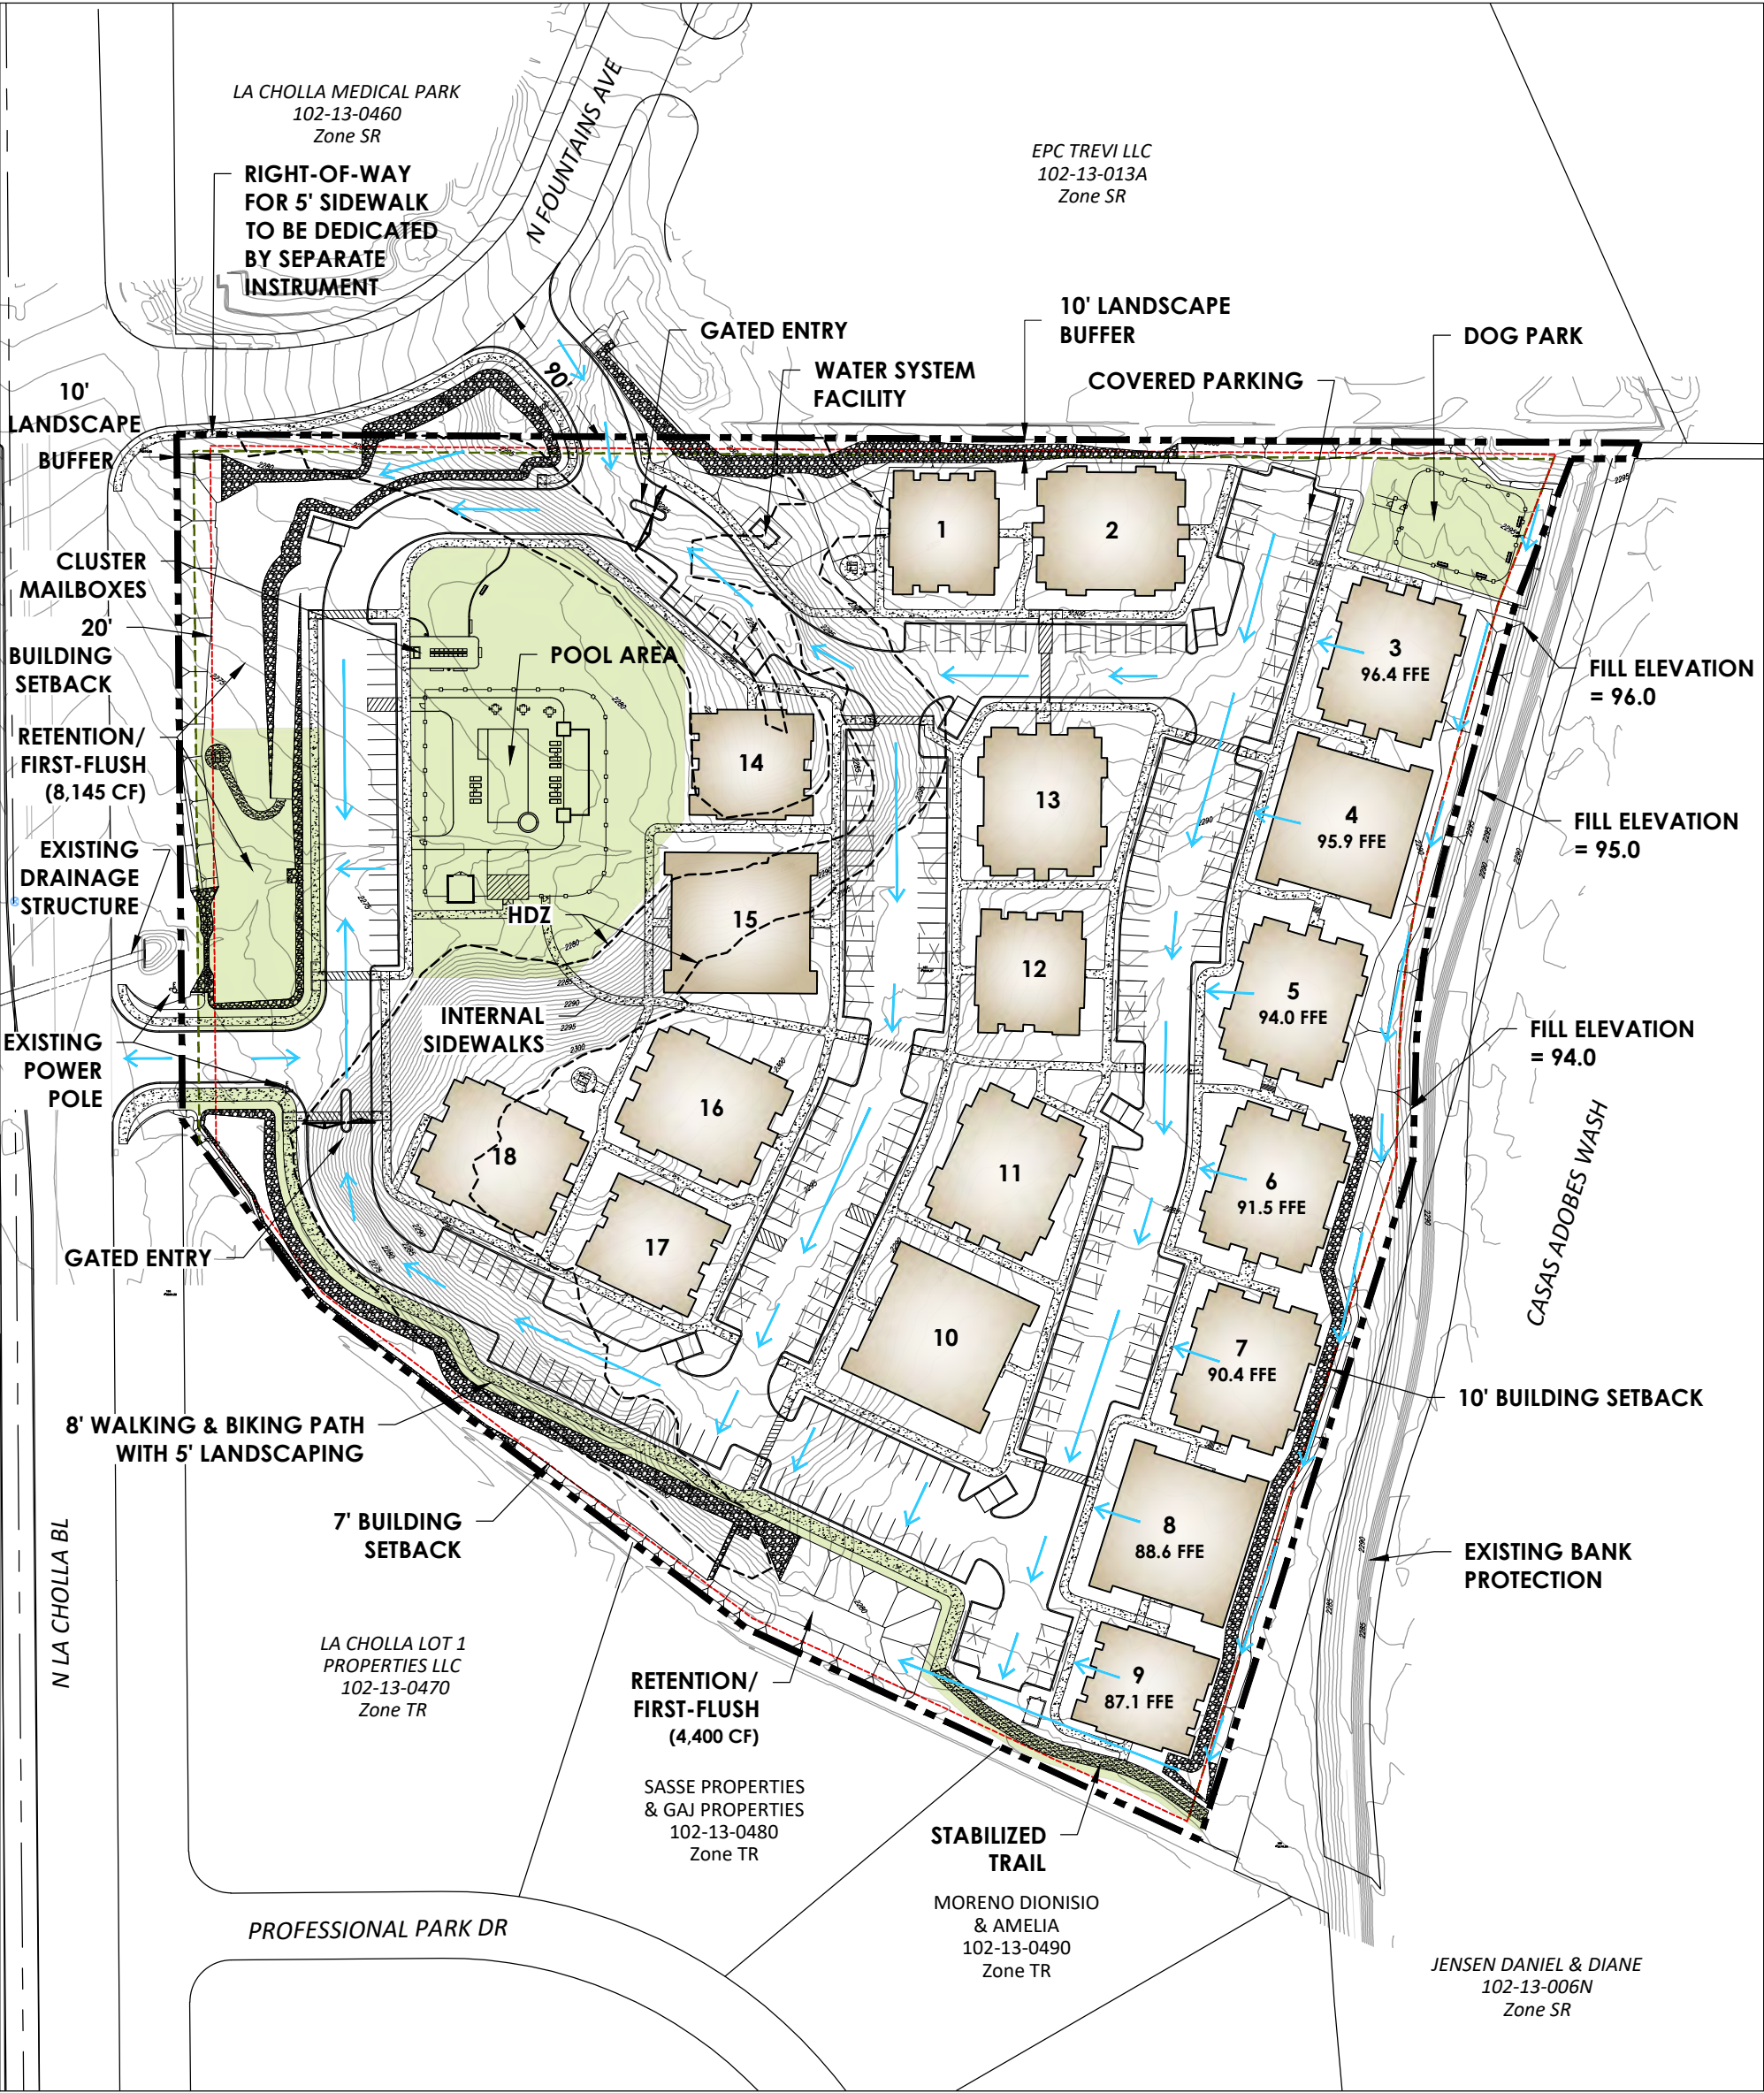 LA CHOLLA MEDICAL PARK
102-13-0460
Zone SR
N FOUNTAINS AVE
EPC TREVI LLC
102-13-013A
Zone SR
RIGHT-OF-WAY
FOR 5' SIDEWALK
TO BE DEDICATED
BY SEPARATE
INSTRUMENT
90'
GATED ENTRY
WATER SYSTEM
FACILITY
10' LANDSCAPE
BUFFER
COVERED PARKING
DOG PARK
10'
LANDSCAPE
BUFFER
CLUSTER
MAILBOXES
20'
BUILDING
SETBACK
RETENTION/
FIRST-FLUSH
(8,145 CF)
EXISTING
DRAINAGE
STRUCTURE
EXISTING
POWER
POLE
GATED ENTRY
POOL AREA
HDZ
INTERNAL
SIDEWALKS
1
2
3
96.4 FFE
4
95.9 FFE
5
94.0 FFE
6
91.5 FFE
7
90.4 FFE
8
88.6 FFE
9
87.1 FFE
10
11
12
13
14
15
16
17
18
FILL ELEVATION
= 96.0
FILL ELEVATION
= 95.0
FILL ELEVATION
= 94.0
CASAS ADOBES WASH
10' BUILDING SETBACK
EXISTING BANK
PROTECTION
8' WALKING & BIKING PATH
WITH 5' LANDSCAPING
7' BUILDING
SETBACK
N LA CHOLLA BL
LA CHOLLA LOT 1
PROPERTIES LLC
102-13-0470
Zone TR
RETENTION/
FIRST-FLUSH
(4,400 CF)
SASSE PROPERTIES
& GAJ PROPERTIES
102-13-0480
Zone TR
STABILIZED
TRAIL
MORENO DIONISIO
& AMELIA
102-13-0490
Zone TR
PROFESSIONAL PARK DR
JENSEN DANIEL & DIANE
102-13-006N
Zone SR